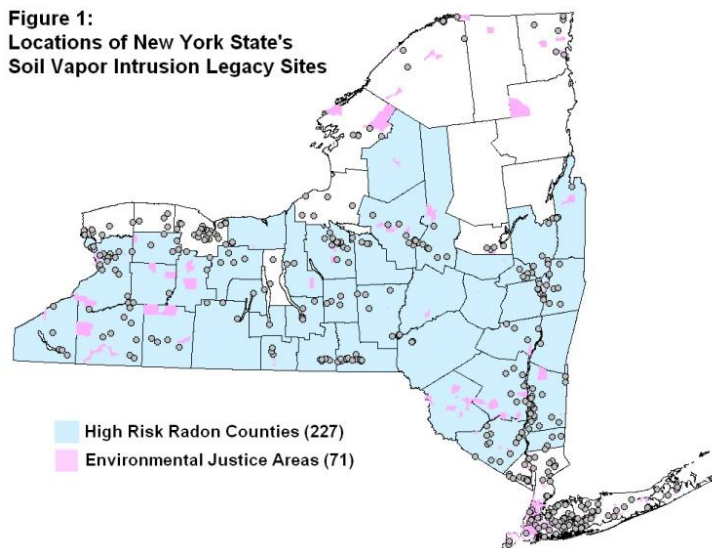 Figure 1:
Locations of New York State's
Soil Vapor Intrusion Legacy Sites
High Risk Radon Counties (227)
Environmental Justice Areas (71)